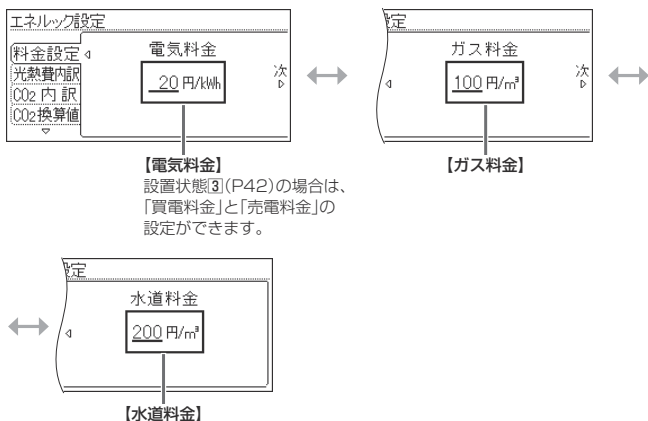 エネルック設定
料金設定
光熱費内訳
CO2 内 訳
CO2換算値
電気料金
20 円/kWh
次
【電気料金】
設置状態3(P42)の場合は、
「買電料金」と「売電料金」の
設定ができます。
定
ガス料金
100 円/m³
次
【ガス料金】
定
水道料金
200 円/m³
【水道料金】